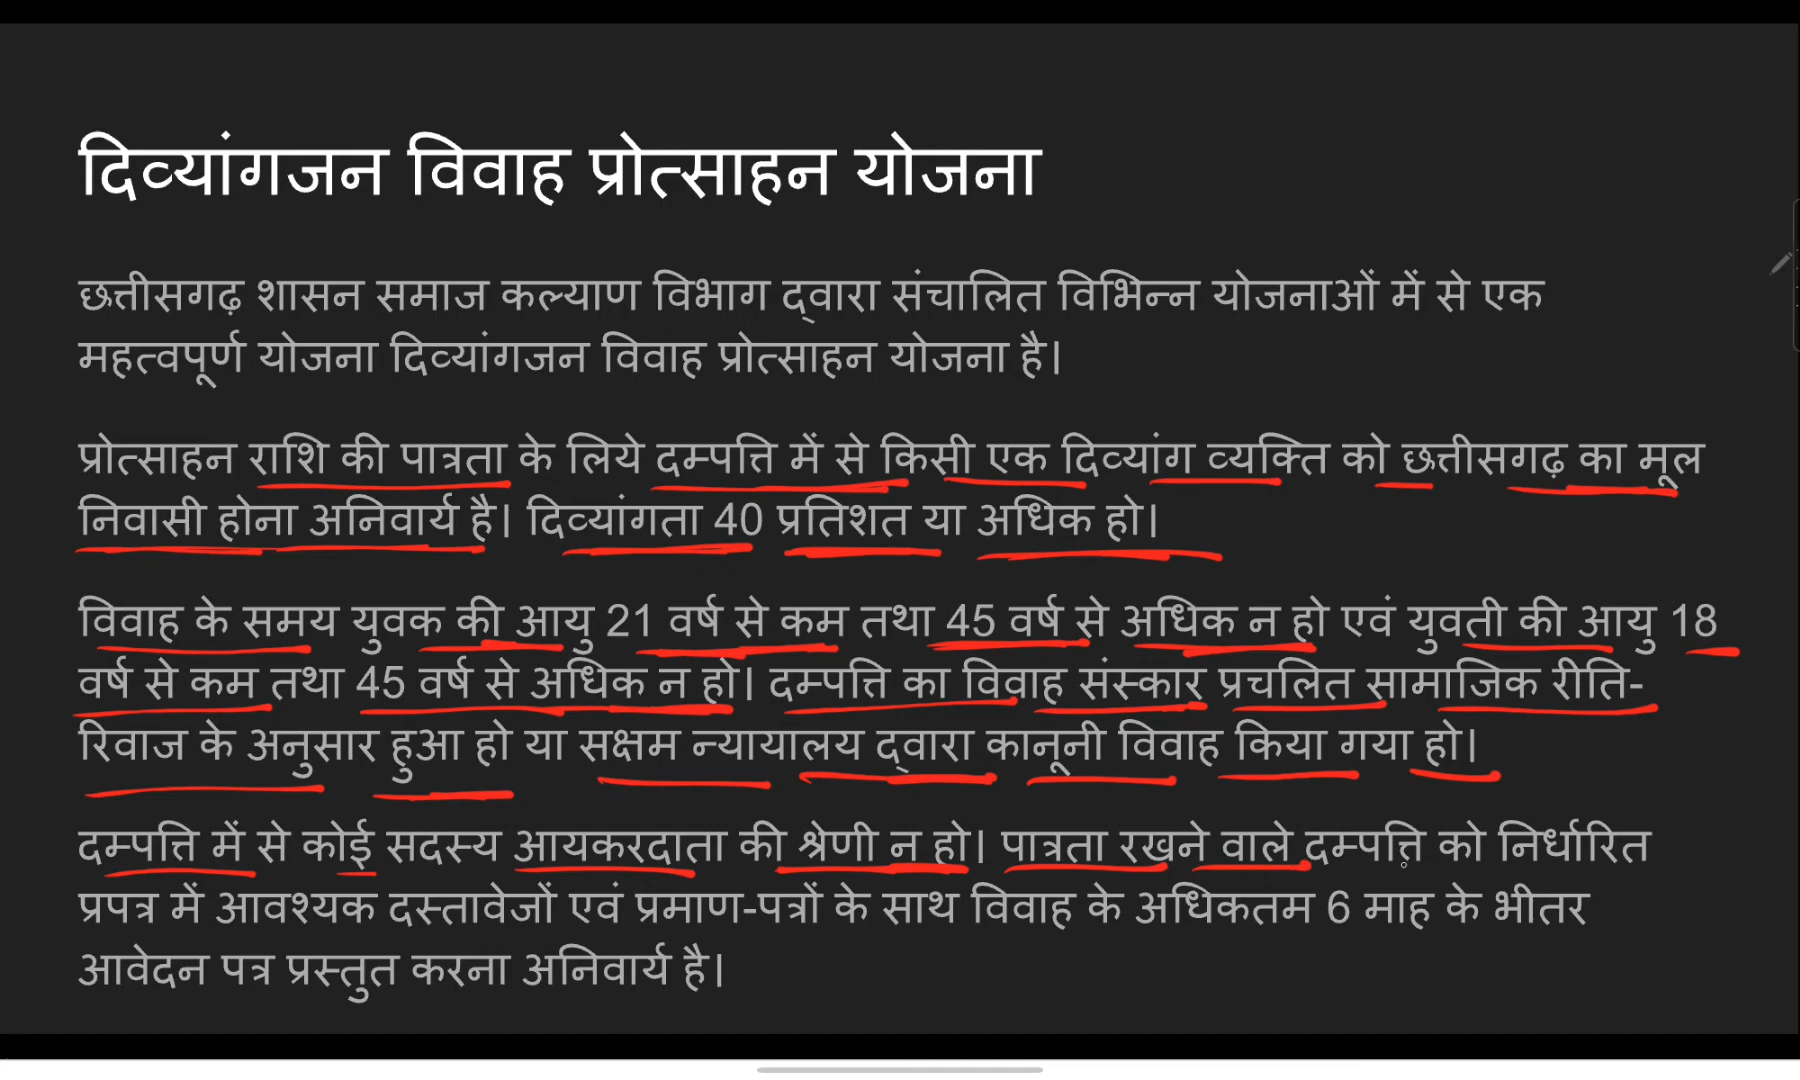 दिव्यांगजन विवाह प्रोत्साहन योजना
छत्तीसगढ़ शासन समाज कल्याण विभाग द्वारा संचालित विभिन्न योजनाओं में से एक
महत्वपूर्ण योजना दिव्यांगजन विवाह प्रोत्साहन योजना है।
प्रोत्साहन राशि की पात्रता के लिये दम्पत्ति में से किसी एक दिव्यांग व्यक्ति को छत्तीसगढ़ का मूल
निवासी होना अनिवार्य है। दिव्यांगता 40 प्रतिशत या अधिक हो।
विवाह के समय युवक की आयु 21 वर्ष से कम तथा 45 वर्ष से अधिक न हो एवं युवती की आयु 18
वर्ष से कम तथा 45 वर्ष से अधिक न हो। दम्पत्ति का विवाह संस्कार प्रचलित सामाजिक रीति-
रिवाज के अनुसार हुआ हो या सक्षम न्यायालय द्वारा कानूनी विवाह किया गया हो।
दम्पत्ति में से कोई सदस्य आयकरदाता की श्रेणी न हो। पात्रता रखने वाले दम्पत्ति को निर्धारित
प्रपत्र में आवश्यक दस्तावेजों एवं प्रमाण-पत्रों के साथ विवाह के अधिकतम 6 माह के भीतर
आवेदन पत्र प्रस्तुत करना अनिवार्य है।